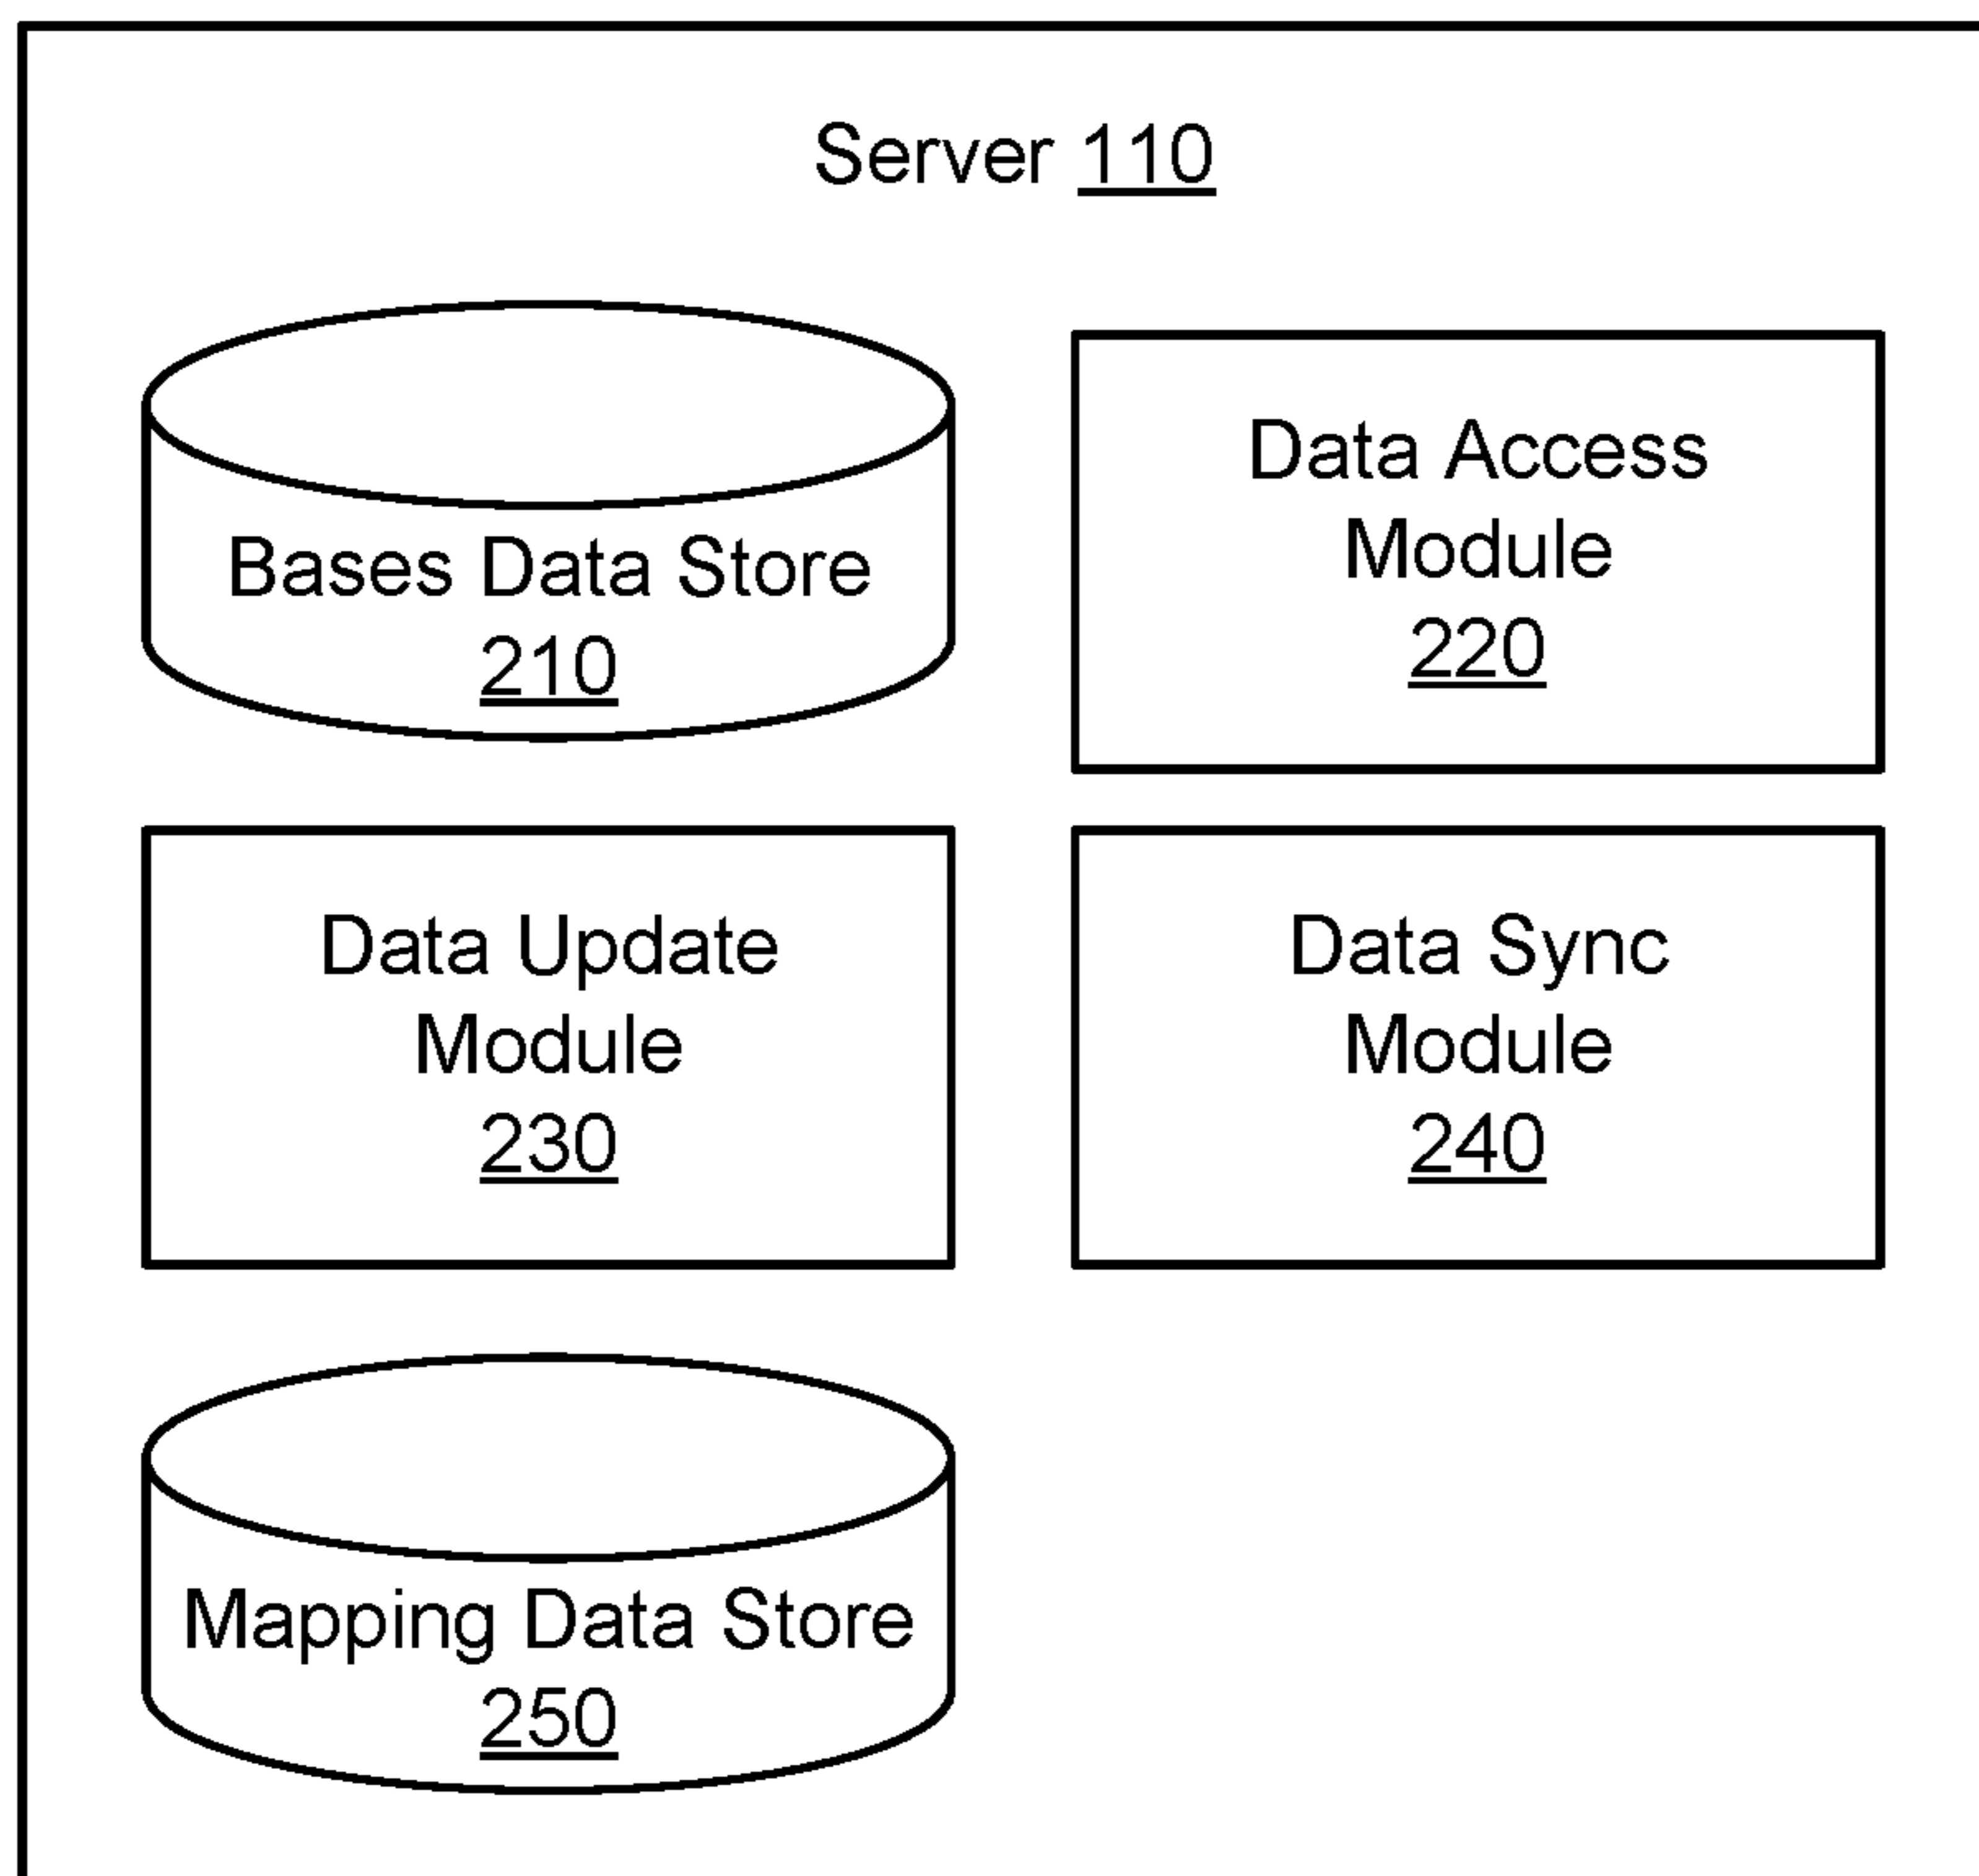 Server 110
Bases Data Store
210
Data Access
Module
220
Data Update
Module
230
Data Sync
Module
240
Mapping Data Store
250